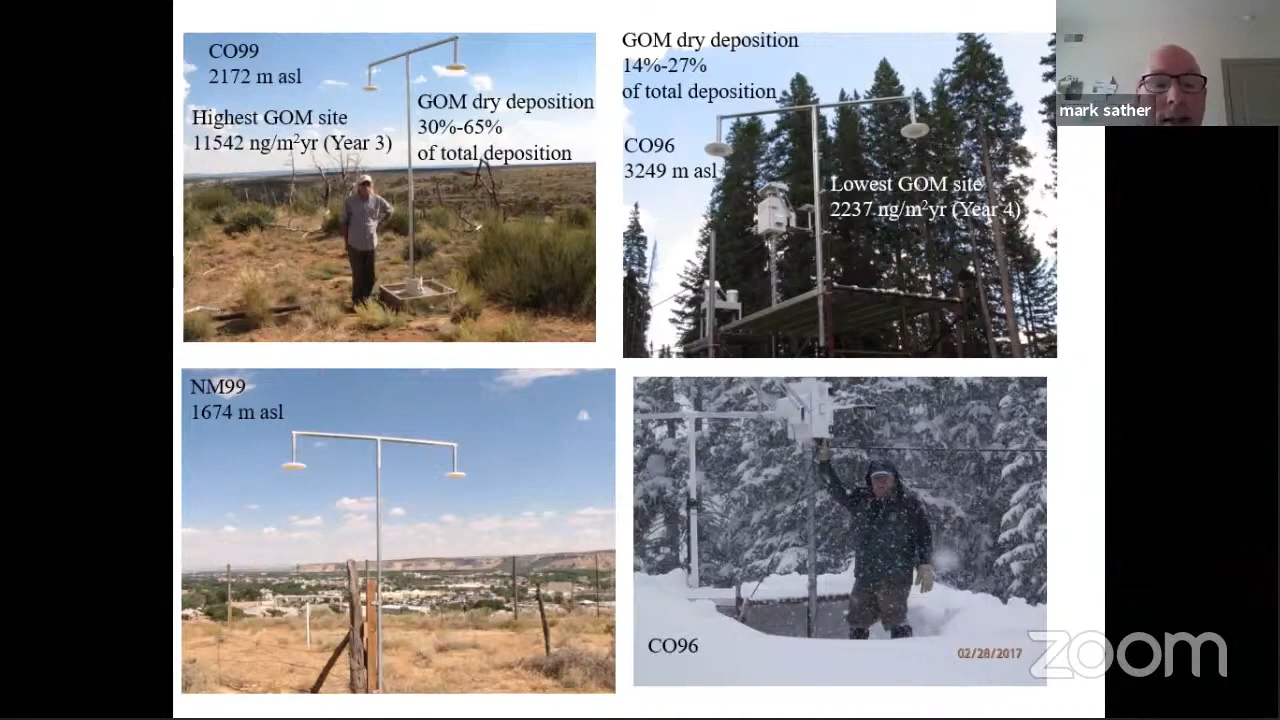 CO99
2172 m asl
Highest GOM site
11542 ng/m²yr (Year 3)
GOM dry deposition
30%-65%
of total deposition
GOM dry deposition
14%-27%
of total deposition
CO96
3249 m asl
Lowest GOM site
2237 ng/m²yr (Year 4)
mark sather
NM99
1674 m asl
CO96
02/28/2017
zoom